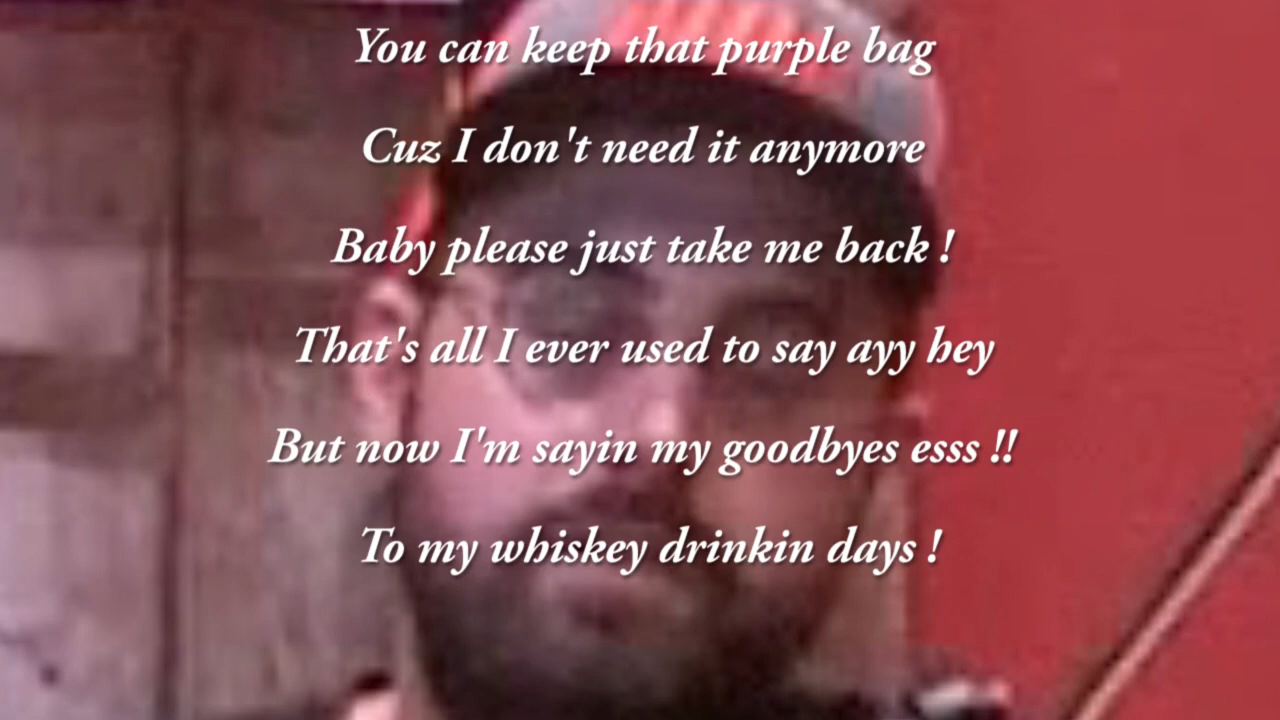 You can keep that purple bag
Cuz I don't need it anymore
Baby please just take me back !
That's all I ever used to say ayy hey
But now I'm sayin my goodbyes esss !!
To my whiskey drinkin days !